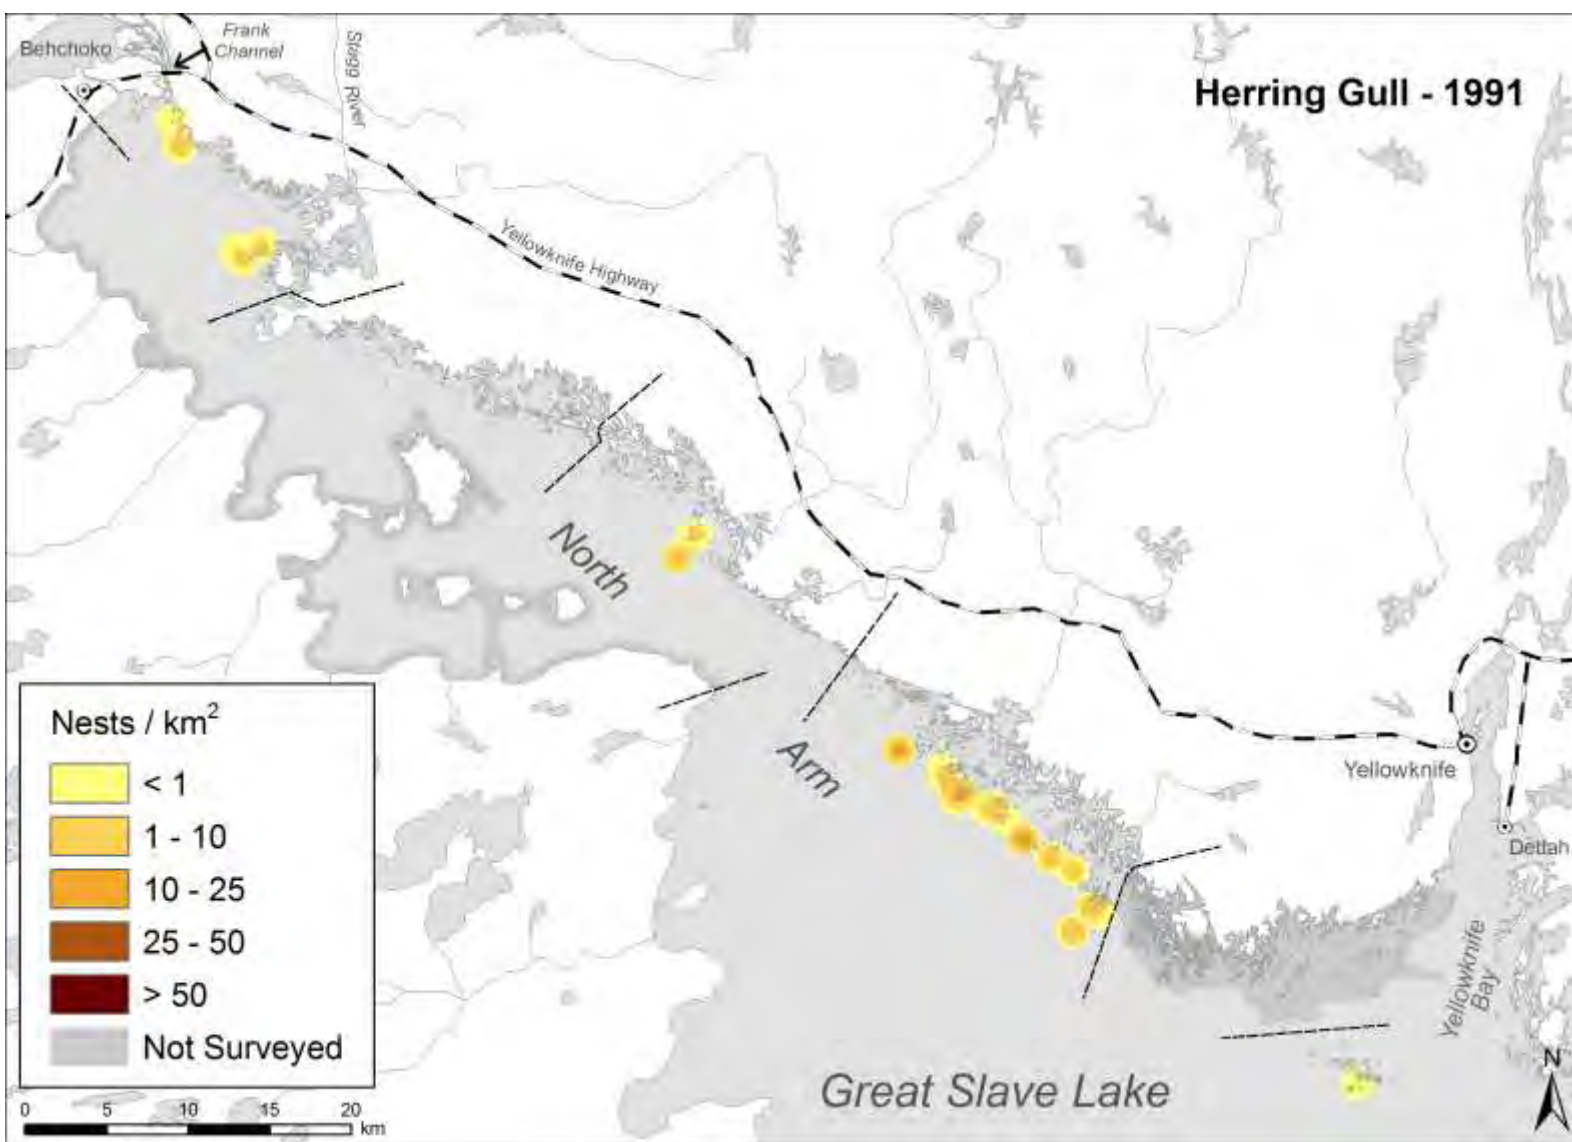 Behchoko
Frank
Channel
Stagg River
Herring Gull - 1991
Yellowknife Highway
North
Arm
Yellowknife
Dettah
Yellowknife
Bay
Great Slave Lake
N
Nests / km2
< 1
1 - 10
10 - 25
25 - 50
> 50
Not Surveyed
0 5 10 15 20
km